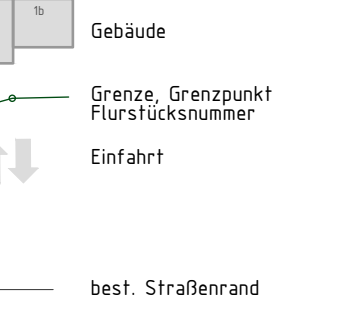 1b
Gebäude
Grenze, Grenzpunkt
Flurstücksnummer
Einfahrt
best. Straßenrand